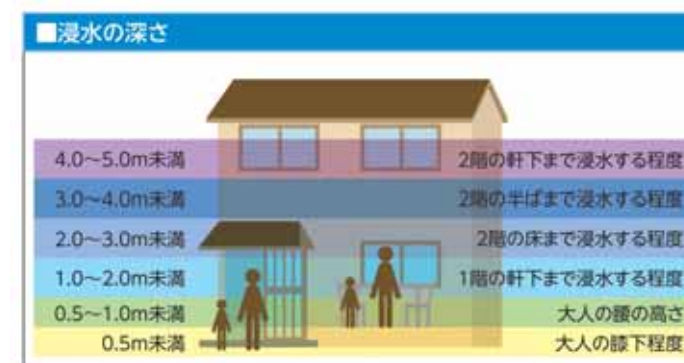 ■浸水の深さ
4.0～5.0m未満 2階の軒下まで浸水する程度
3.0～4.0m未満 2階の半ばまで浸水する程度
2.0～3.0m未満 2階の床まで浸水する程度
1.0～2.0m未満 1階の軒下まで浸水する程度
0.5～1.0m未満 大人の腰の高さ
0.5m未満 大人の膝下程度